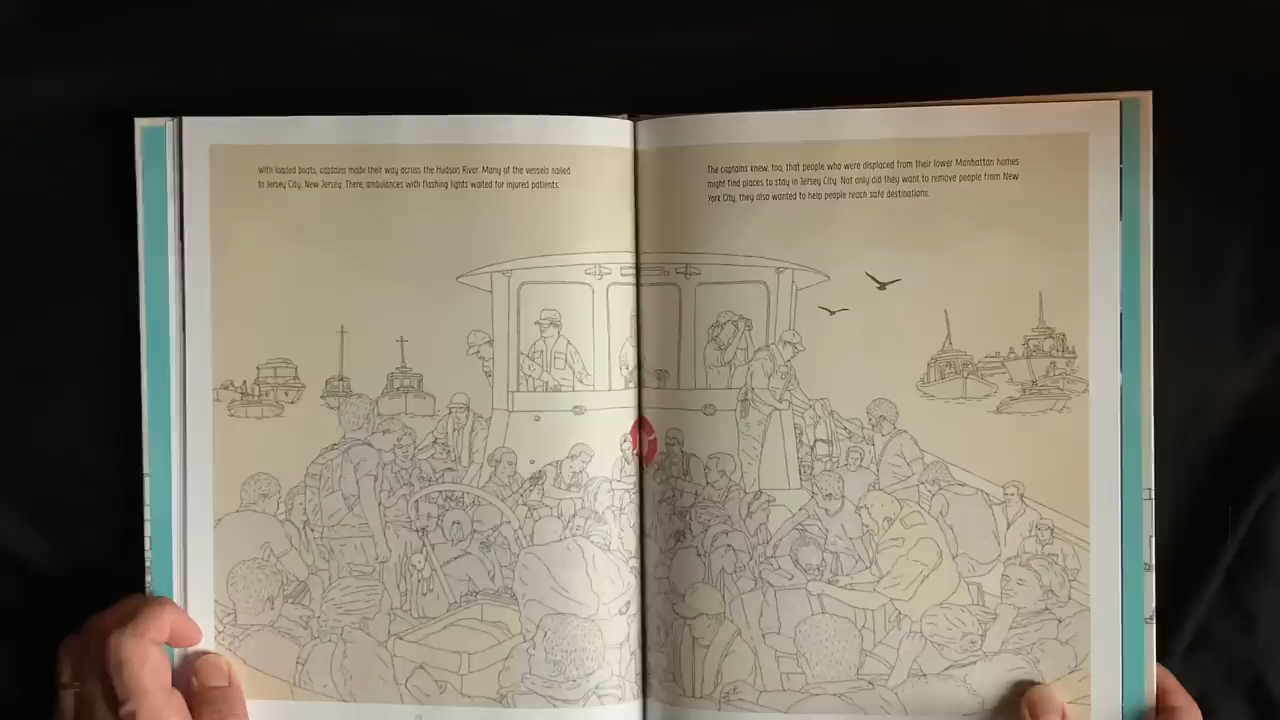 With loaded boats, captains made their way across the Hudson River. Many of the vessels sailed
to Jersey City, New Jersey. There, ambulances with flashing lights waited for injured patients.
The captains knew, too, that people who were displaced from their lower Manhattan homes
might find places to stay in Jersey City. Not only did they want to remove people from New
York City, they also wanted to help people reach safe destinations.